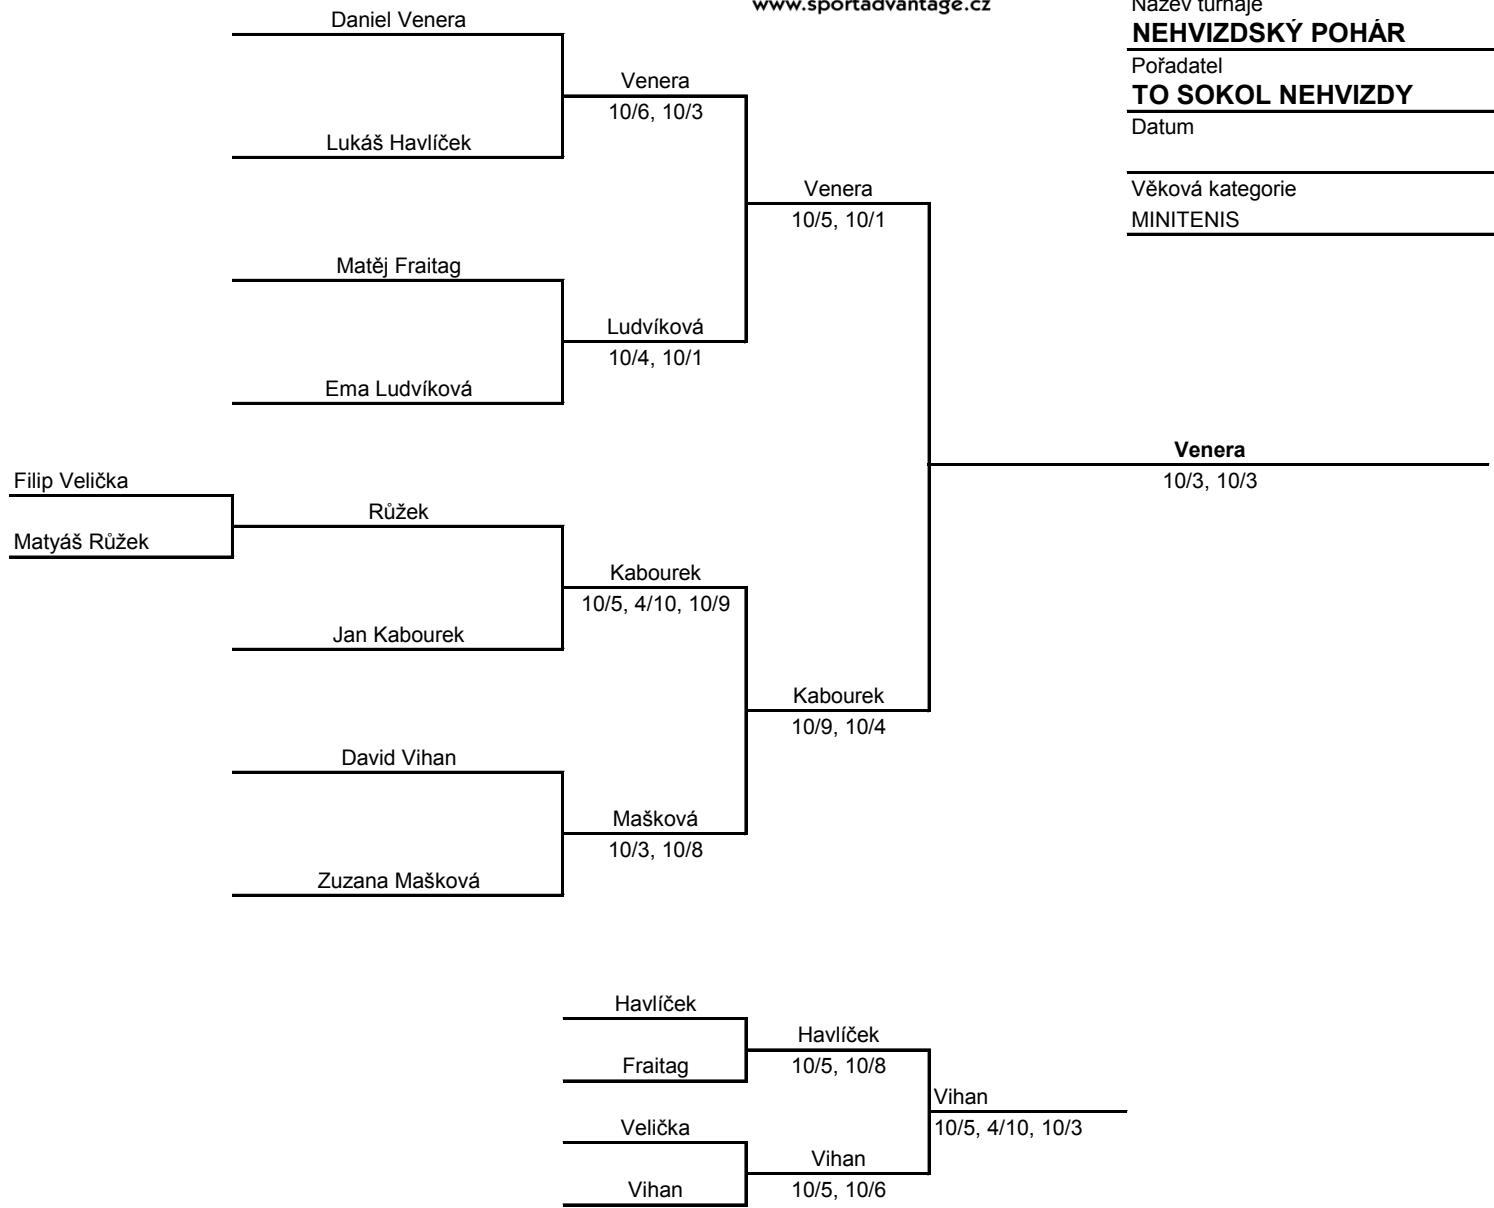 www.sportadvantage.cz
Název turnaje
NEHVIZDSKÝ POHÁR
Pořadatel
TO SOKOL NEHVIZDY
Datum
Věková kategorie
MINITENIS
Daniel Venera
Venera
10/6, 10/3
Lukáš Havlíček
Venera
10/5, 10/1
Matěj Fraitag
Ludvíková
10/4, 10/1
Ema Ludvíková
Venera
10/3, 10/3
Filip Velička
Růžek
Matyáš Růžek
Kabourek
10/5, 4/10, 10/9
Jan Kabourek
Kabourek
10/9, 10/4
David Vihan
Mašková
10/3, 10/8
Zuzana Mašková
Havlíček
Havlíček
10/5, 10/8
Fraitag
Vihan
10/5, 4/10, 10/3
Velička
Vihan
10/5, 10/6
Vihan